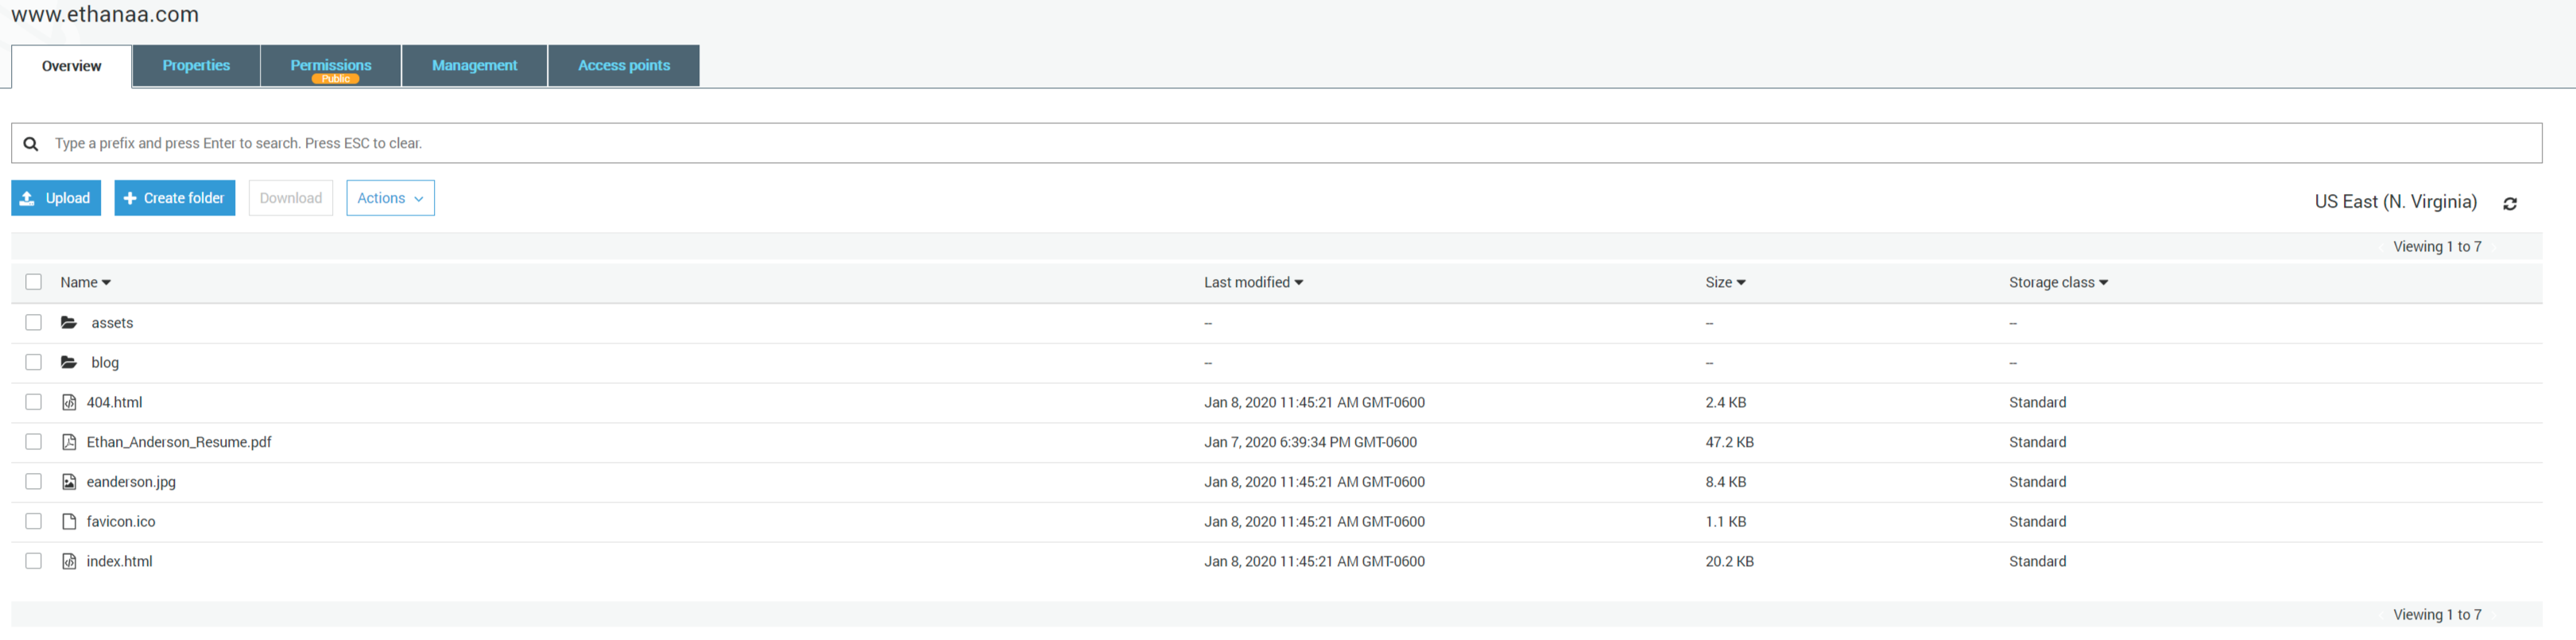 www.ethanaa.com
Overview Properties Permissions Management Access points
Public
Type a prefix and press Enter to search. Press ESC to clear.
Upload Create folder Download Actions US East (N. Virginia)
Viewing 1 to 7
Name Last modified Size Storage class
assets -- -- --
blog -- -- --
404.html Jan 8, 2020 11:45:21 AM GMT-0600 2.4 KB Standard
Ethan_Anderson_Resume.pdf Jan 7, 2020 6:39:34 PM GMT-0600 47.2 KB Standard
eanderson.jpg Jan 8, 2020 11:45:21 AM GMT-0600 8.4 KB Standard
favicon.ico Jan 8, 2020 11:45:21 AM GMT-0600 1.1 KB Standard
index.html Jan 8, 2020 11:45:21 AM GMT-0600 20.2 KB Standard
Viewing 1 to 7